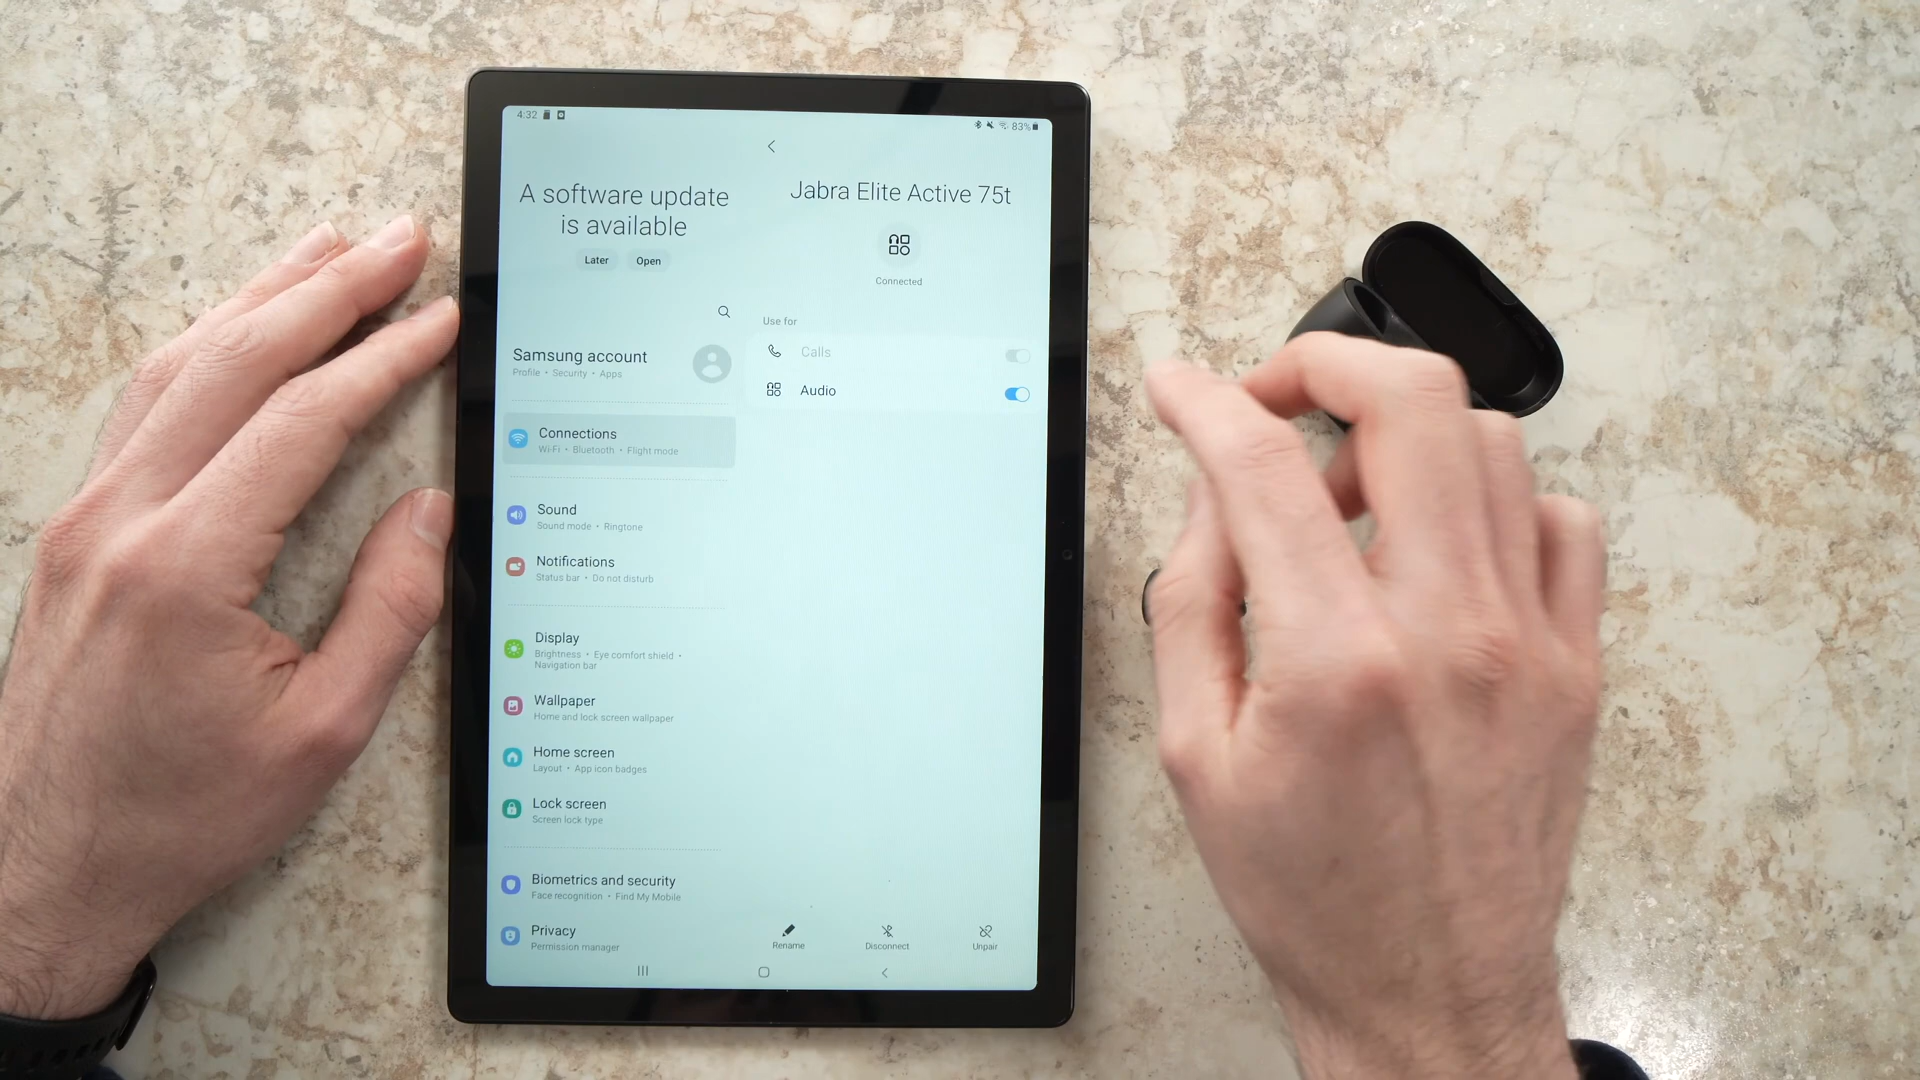 4:32
83%
A software update
is available
Later
Open
Samsung account
Profile • Security • Apps
Connections
Wi-Fi • Bluetooth • Flight mode
Sound
Sound mode • Ringtone
Notifications
Status bar • Do not disturb
Display
Brightness • Eye comfort shield •
Navigation bar
Wallpaper
Home and lock screen wallpaper
Home screen
Layout • App icon badges
Lock screen
Screen lock type
Biometrics and security
Face recognition • Find My Mobile
Privacy
Permission manager
Jabra Elite Active 75t
Connected
Use for
Calls
Audio
Rename
Disconnect
Unpair